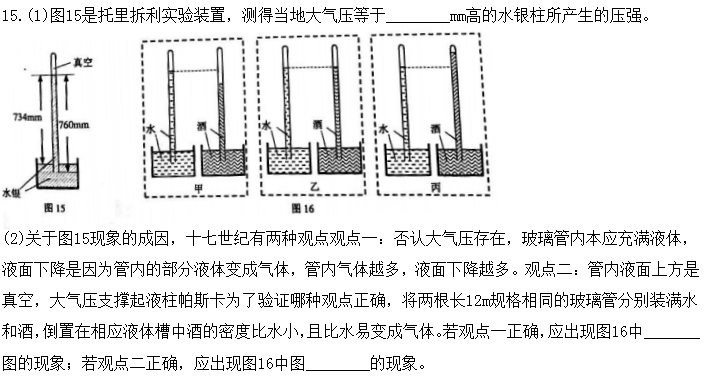 15.(1)图15是托里拆利实验装置，测得当地大气压等于________mm高的水银柱所产生的压强。
真空
734mm
760mm
水银
图15
水
酒
甲
水
酒
乙
水
酒
丙
图16
(2)关于图15现象的成因，十七世纪有两种观点观点一：否认大气压存在，玻璃管内本应充满液体，
液面下降是因为管内的部分液体变成气体，管内气体越多，液面下降越多。观点二：管内液面上方是
真空，大气压支撑起液柱帕斯卡为了验证哪种观点正确，将两根长12m规格相同的玻璃管分别装满水
和酒，倒置在相应液体槽中酒的密度比水小，且比水易变成气体。若观点一正确，应出现图16中_______
图的现象；若观点二正确，应出现图16中图________的现象。